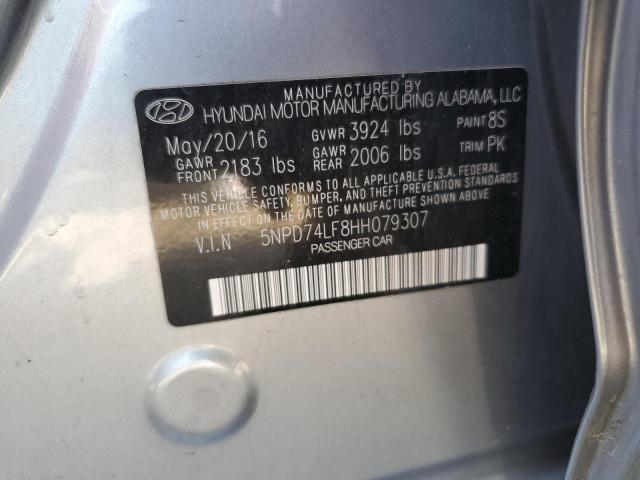 MANUFACTURED BY
HYUNDAI MOTOR MANUFACTURING ALABAMA, LLC
May/20/16 GVWR 3924 lbs PAINT 8S
GAWR FRONT 2183 lbs GAWR REAR 2006 lbs TRIM PK
THIS VEHICLE CONFORMS TO ALL APPLICABLE U.S.A. FEDERAL
MOTOR VEHICLE SAFETY, BUMPER, AND THEFT PREVENTION STANDARDS
IN EFFECT ON THE DATE OF MANUFACTURE SHOWN ABOVE
V.I.N 5NPD74LF8HH079307
PASSENGER CAR